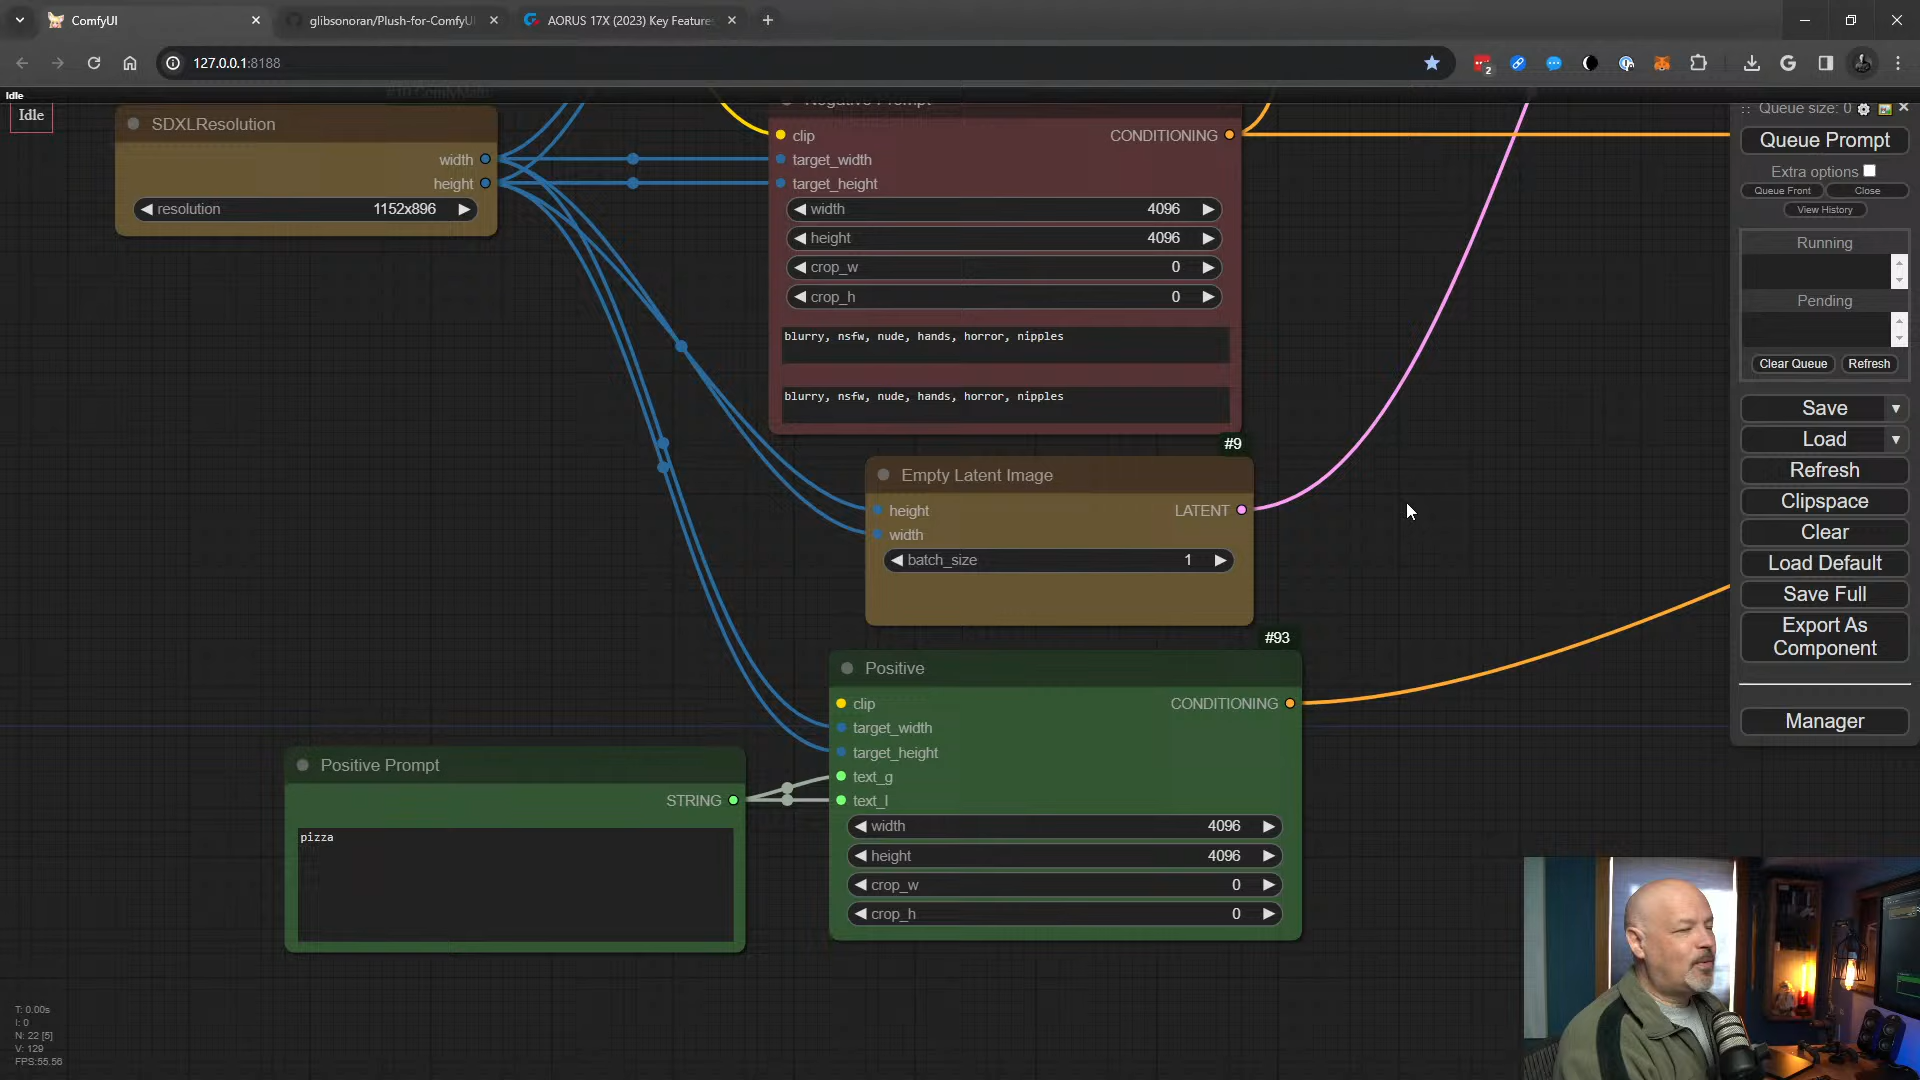 ComfyUI
glibsonoran/Plush-for-ComfyUI
AORUS 17X (2023) Key Feature
127.0.0.1:8188
2
Idle
Idle
SDXLResolution
width
height
resolution 1152x896
Negative Prompt
clip CONDITIONING
target_width
target_height
width 4096
height 4096
crop_w 0
crop_h 0
blurry, nsfw, nude, hands, horror, nipples
blurry, nsfw, nude, hands, horror, nipples
#9
Empty Latent Image
height LATENT
width
batch_size 1
#93
Positive
clip CONDITIONING
target_width
target_height
text_g
text_l
width 4096
height 4096
crop_w 0
crop_h 0
Positive Prompt
STRING
pizza
Queue size: 0
Queue Prompt
Extra options
Queue Front Close
View History
Running
Pending
Clear Queue Refresh
Save
Load
Refresh
Clipspace
Clear
Load Default
Save Full
Export As
Component
Manager
T: 0.00s
I: 0
N: 22 [5]
V: 129
FPS:55.56